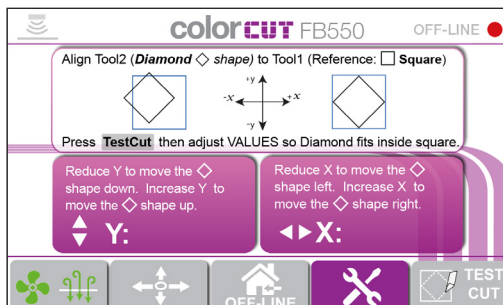 colorcut FB550
OFF-LINE
Align Tool2 (Diamond ◇ shape) to Tool1 (Reference: □ Square)
+y
-x +x
-y
Press TestCut then adjust VALUES so Diamond fits inside square.
Reduce Y to move the ◇
shape down. Increase Y to
move the ◇ shape up.
Y:
Reduce X to move the ◇
shape left. Increase X to
move the ◇ shape right.
X:
OFF-LINE
TEST
CUT